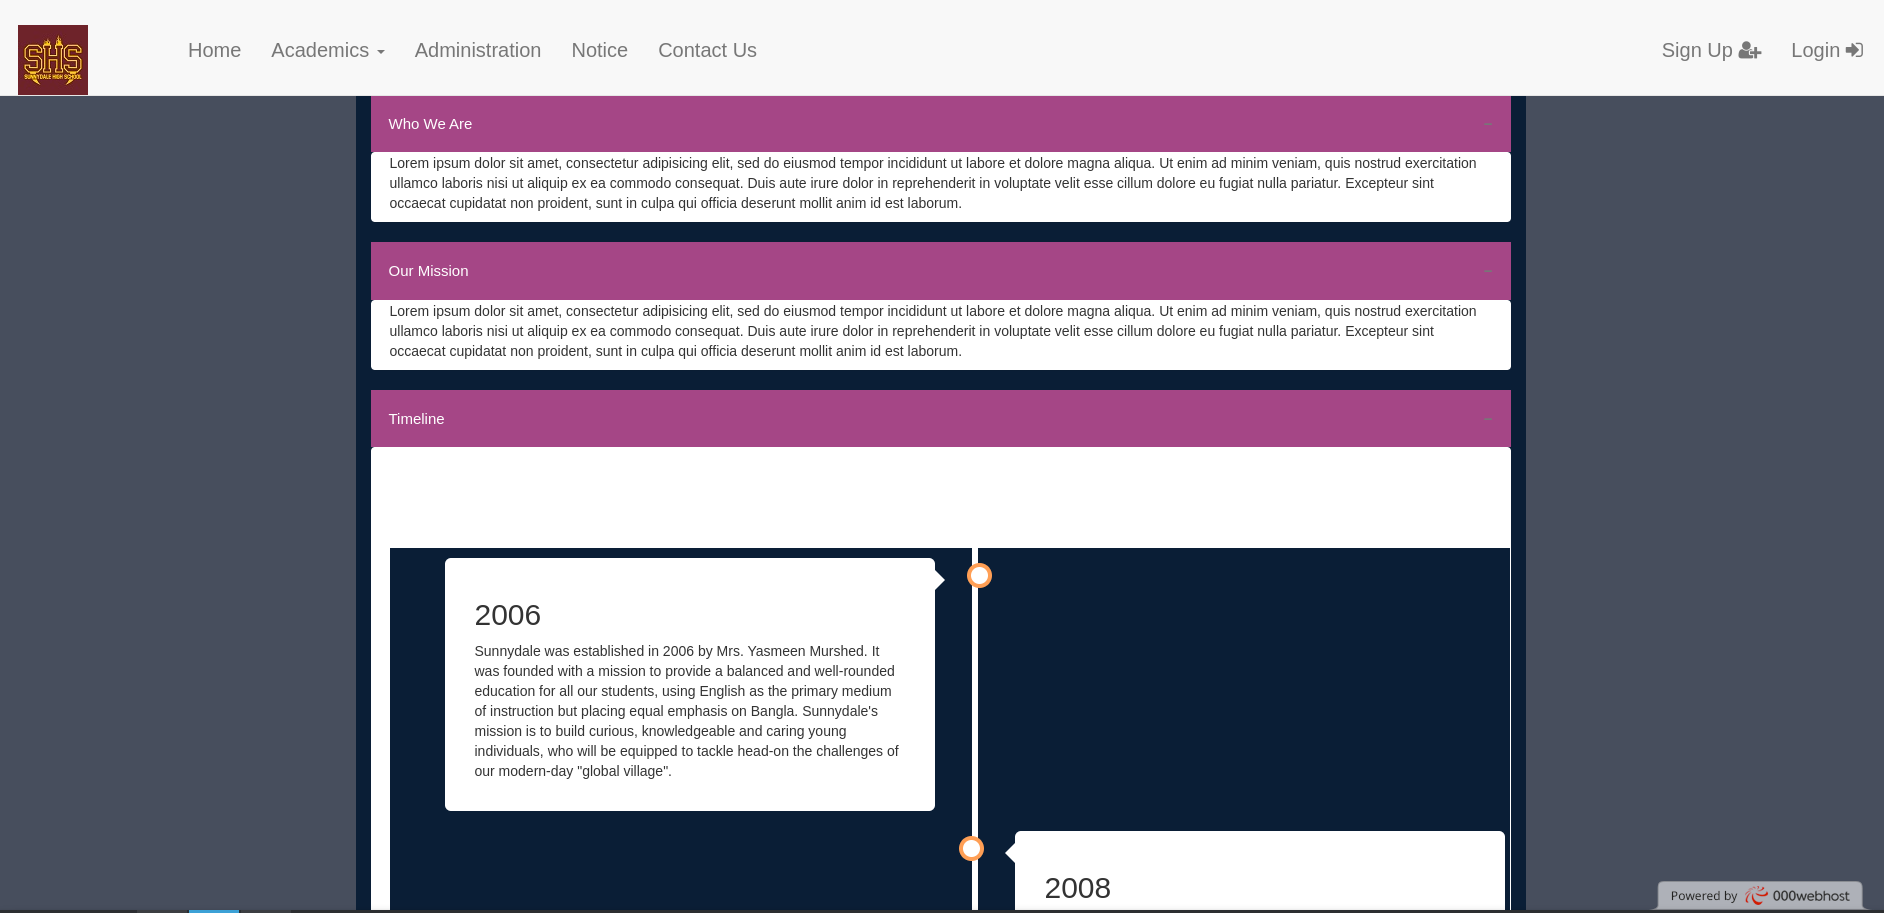 SHS
SUNNYDALE HIGH SCHOOL
Home Academics Administration Notice Contact Us Sign Up Login
Who We Are
Lorem ipsum dolor sit amet, consectetur adipisicing elit, sed do eiusmod tempor incididunt ut labore et dolore magna aliqua. Ut enim ad minim veniam, quis nostrud exercitation
ullamco laboris nisi ut aliquip ex ea commodo consequat. Duis aute irure dolor in reprehenderit in voluptate velit esse cillum dolore eu fugiat nulla pariatur. Excepteur sint
occaecat cupidatat non proident, sunt in culpa qui officia deserunt mollit anim id est laborum.
Our Mission
Lorem ipsum dolor sit amet, consectetur adipisicing elit, sed do eiusmod tempor incididunt ut labore et dolore magna aliqua. Ut enim ad minim veniam, quis nostrud exercitation
ullamco laboris nisi ut aliquip ex ea commodo consequat. Duis aute irure dolor in reprehenderit in voluptate velit esse cillum dolore eu fugiat nulla pariatur. Excepteur sint
occaecat cupidatat non proident, sunt in culpa qui officia deserunt mollit anim id est laborum.
Timeline
2006
Sunnydale was established in 2006 by Mrs. Yasmeen Murshed. It
was founded with a mission to provide a balanced and well-rounded
education for all our students, using English as the primary medium
of instruction but placing equal emphasis on Bangla. Sunnydale's
mission is to build curious, knowledgeable and caring young
individuals, who will be equipped to tackle head-on the challenges of
our modern-day "global village".
2008
Powered by 000webhost